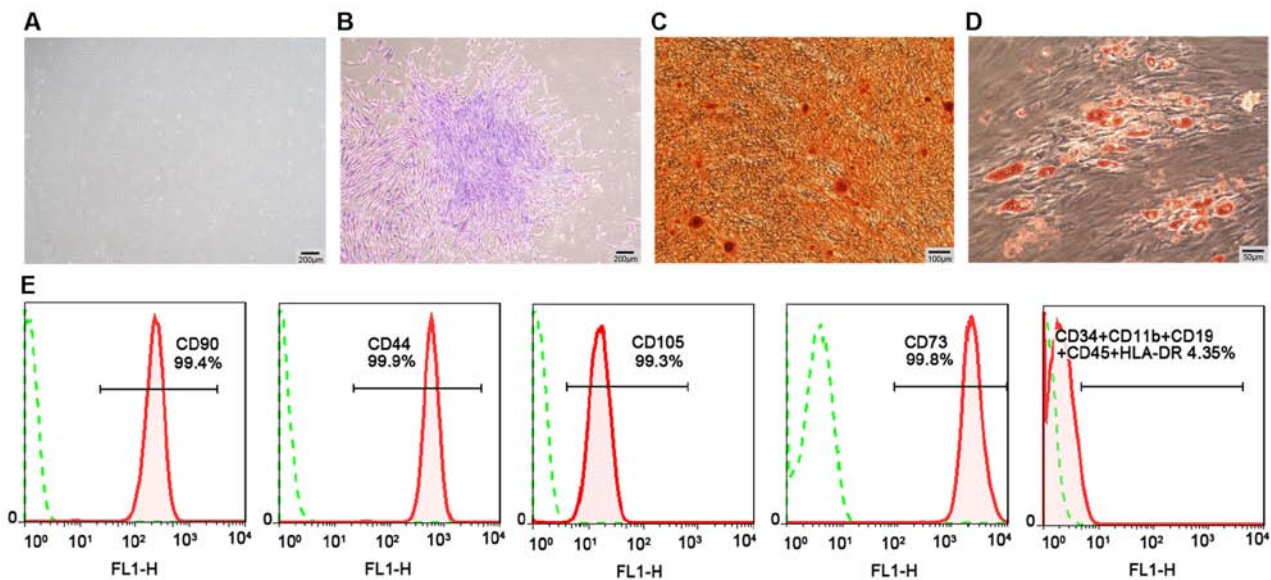 A
B
C
D
200μm
200μm
100μm
50μm
E
CD90
99.4%
CD44
99.9%
CD105
99.3%
CD73
99.8%
CD34+CD11b+CD19
+CD45+HLA-DR 4.35%
0
0
0
0
0
10⁰ 10¹ 10² 10³ 10⁴
10⁰ 10¹ 10² 10³ 10⁴
10⁰ 10¹ 10² 10³ 10⁴
10⁰ 10¹ 10² 10³ 10⁴
10⁰ 10¹ 10² 10³ 10⁴
FL1-H
FL1-H
FL1-H
FL1-H
FL1-H